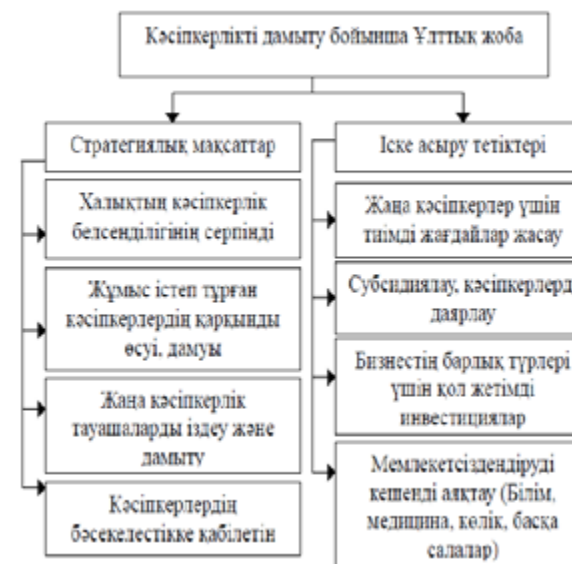 Кәсіпкерлікті дамыту бойынша Ұлттық жоба
Стратегиялық мақсаттар
Халықтың кәсіпкерлік
белсенділігінің серпінді
Жұмыс істеп тұрған
кәсіпкерлердің қарқынды
өсуі, дамуы
Жаңа кәсіпкерлік
тауашаларды іздеу және
дамыту
Кәсіпкерлердің
бәсекелестікке қабілетін
Іске асыру тетіктері
Жаңа кәсіпкерлер үшін
тиімді жағдайлар жасау
Субсидиялау, кәсіпкерлерд
даярлау
Бизнестің барлық түрлері
үшін қол жетімді
инвестициялар
Мемлекетсіздендіруді
кешенді аяқтау (Білім,
медицина, көлік, басқа
салалар)